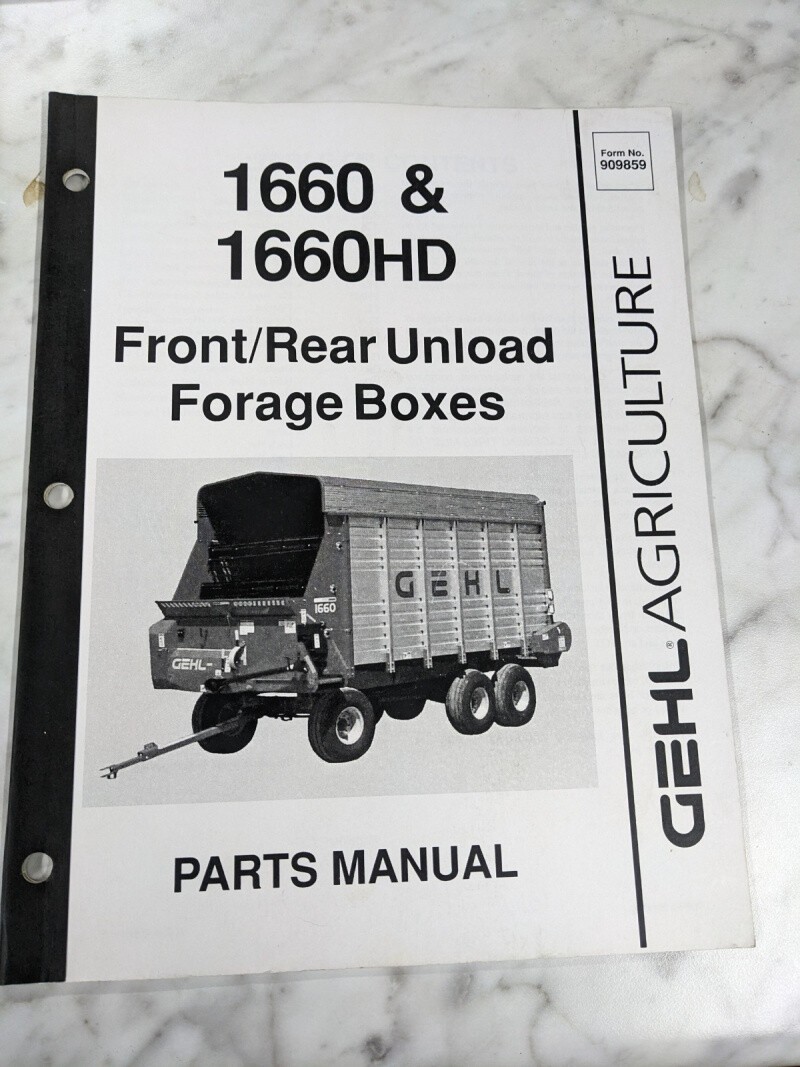 Form No.
909859
1660 &
1660HD
Front/Rear Unload
Forage Boxes
GEHL
1660
GEHL
PARTS MANUAL
GEHL® AGRICULTURE